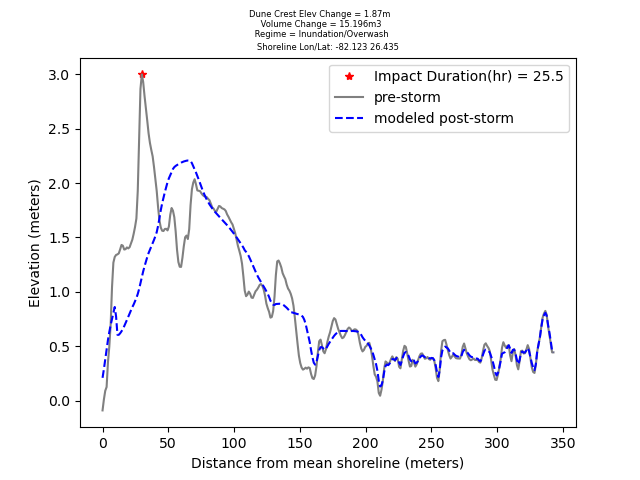 Dune Crest Elev Change = 1.87m
Volume Change = 15.196m3
Regime = Inundation/Overwash
Shoreline Lon/Lat: -82.123 26.435
Impact Duration(hr) = 25.5
pre-storm
modeled post-storm
3.0
2.5
2.0
1.5
1.0
0.5
0.0
Elevation (meters)
0 50 100 150 200 250 300 350
Distance from mean shoreline (meters)